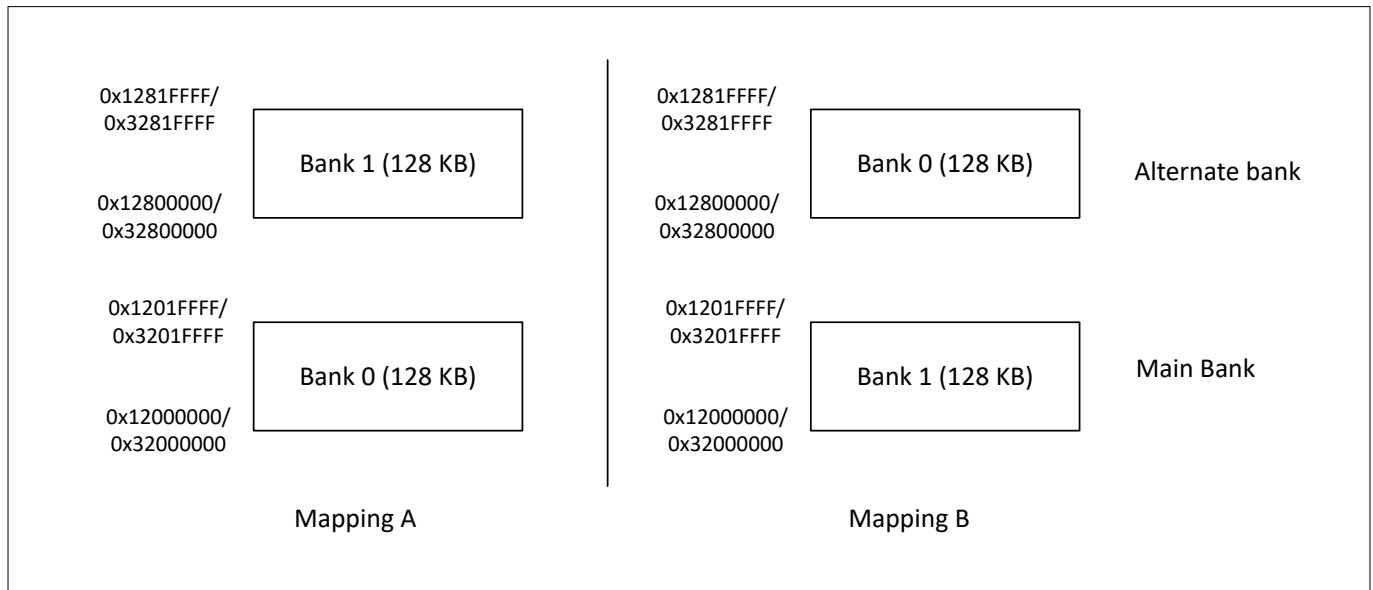 0x1281FFFF/
0x3281FFFF
Bank 1 (128 KB)
0x12800000/
0x32800000
0x1201FFFF/
0x3201FFFF
Bank 0 (128 KB)
0x12000000/
0x32000000
Mapping A
0x1281FFFF/
0x3281FFFF
Bank 0 (128 KB)
Alternate bank
0x12800000/
0x32800000
0x1201FFFF/
0x3201FFFF
Bank 1 (128 KB)
Main Bank
0x12000000/
0x32000000
Mapping B